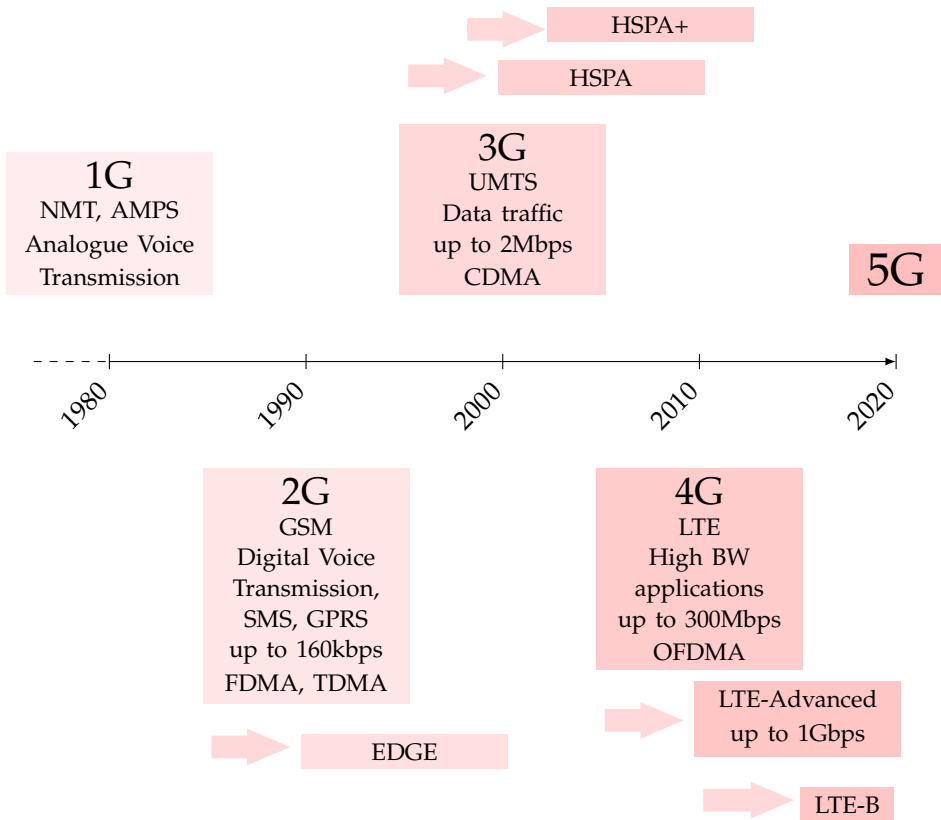 HSPA+
HSPA
1G
NMT, AMPS
Analogue Voice
Transmission
3G
UMTS
Data traffic
up to 2Mbps
CDMA
5G
1980
1990
2000
2010
2020
2G
GSM
Digital Voice
Transmission,
SMS, GPRS
up to 160kbps
FDMA, TDMA
EDGE
4G
LTE
High BW
applications
up to 300Mbps
OFDMA
LTE-Advanced
up to 1Gbps
LTE-B